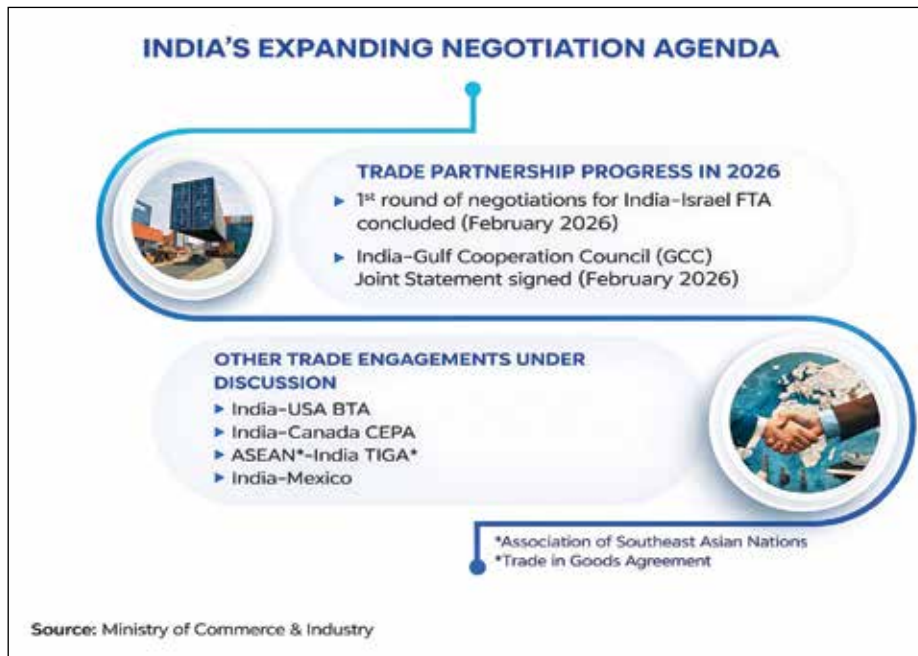 INDIA'S EXPANDING NEGOTIATION AGENDA
TRADE PARTNERSHIP PROGRESS IN 2026
▶ 1st round of negotiations for India-Israel FTA
concluded (February 2026)
▶ India-Gulf Cooperation Council (GCC)
Joint Statement signed (February 2026)
OTHER TRADE ENGAGEMENTS UNDER
DISCUSSION
▶ India-USA BTA
▶ India-Canada CEPA
▶ ASEAN*-India TIGA*
▶ India-Mexico
*Association of Southeast Asian Nations
*Trade in Goods Agreement
Source: Ministry of Commerce & Industry